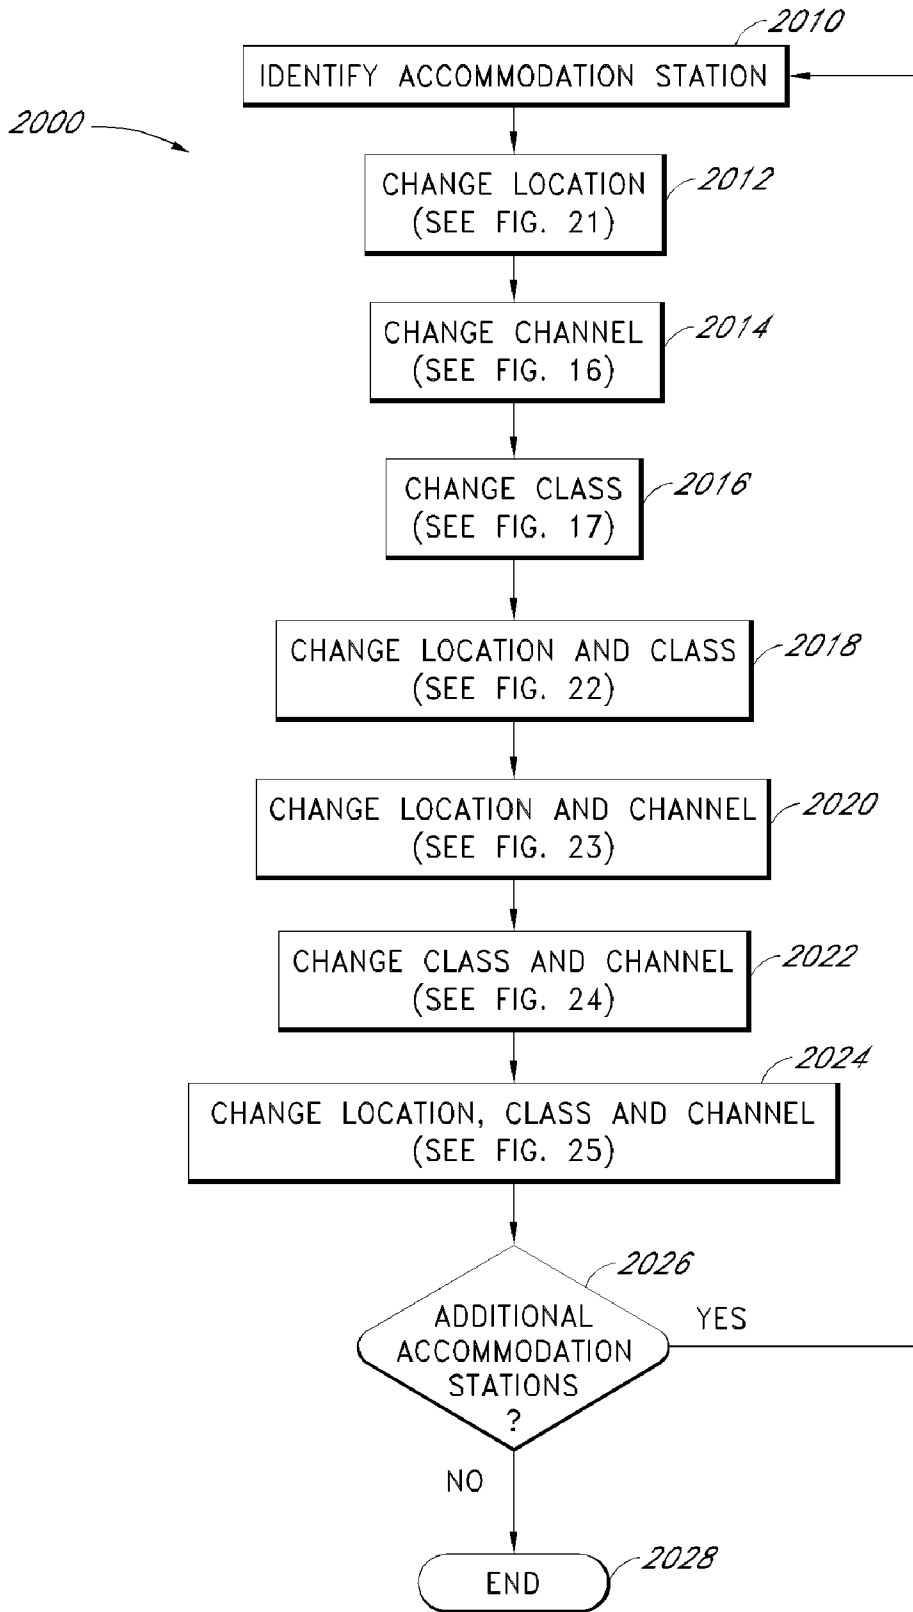 2010
IDENTIFY ACCOMMODATION STATION
2000
CHANGE LOCATION
(SEE FIG. 21)
2012
CHANGE CHANNEL
(SEE FIG. 16)
2014
CHANGE CLASS
(SEE FIG. 17)
2016
CHANGE LOCATION AND CLASS
(SEE FIG. 22)
2018
CHANGE LOCATION AND CHANNEL
(SEE FIG. 23)
2020
CHANGE CLASS AND CHANNEL
(SEE FIG. 24)
2022
2024
CHANGE LOCATION, CLASS AND CHANNEL
(SEE FIG. 25)
2026
ADDITIONAL
ACCOMMODATION
STATIONS
?
YES
NO
END
2028